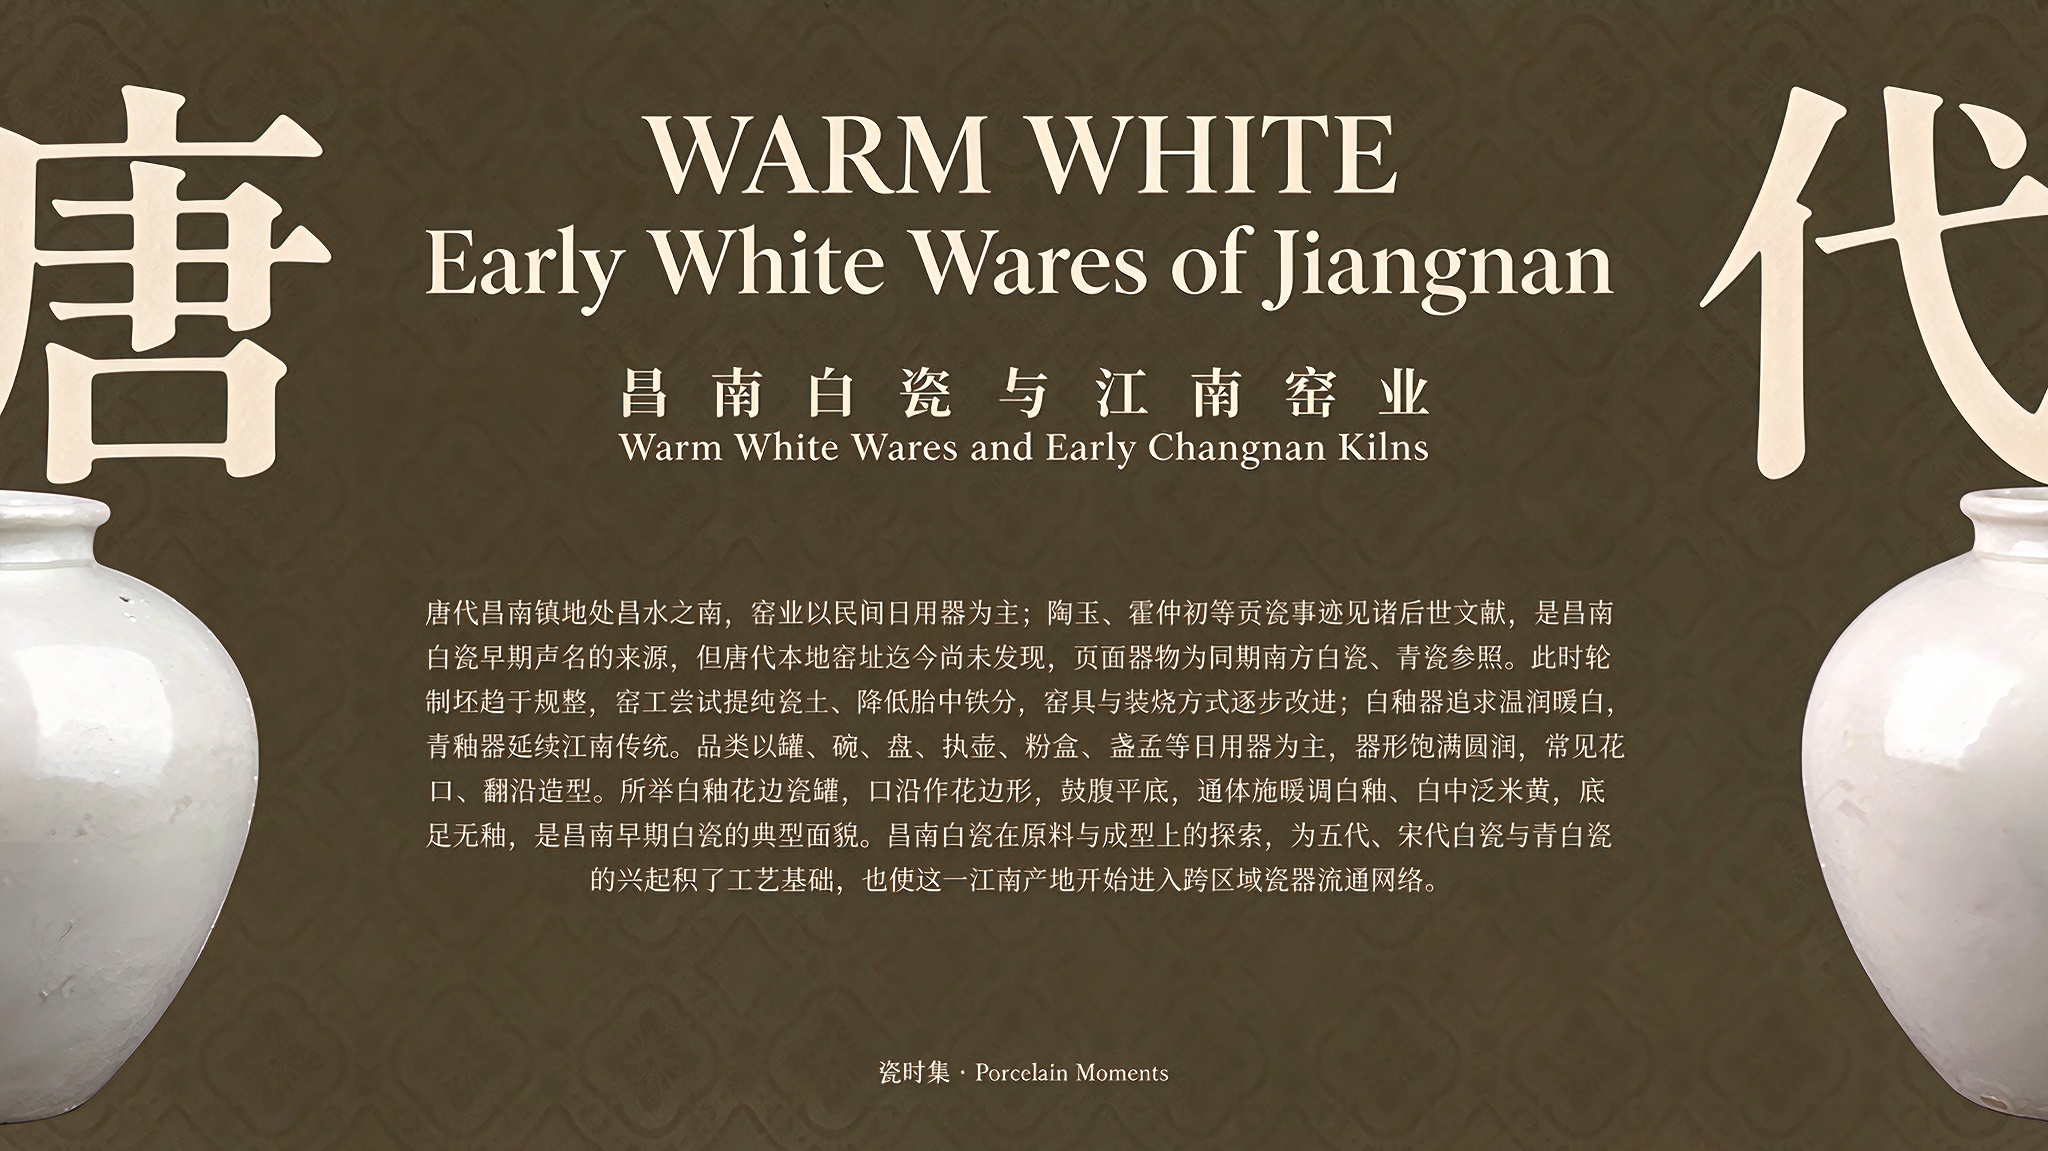 唐代
WARM WHITE
Early White Wares of Jiangnan
昌南白瓷与江南窑业
Warm White Wares and Early Changnan Kilns
唐代昌南镇地处昌水之南，窑业以民间日用器为主；陶玉、霍仲初等贡瓷事迹见诸后世文献，是昌南
白瓷早期声名的来源，但唐代本地窑址迄今尚未发现，页面器物为同期南方白瓷、青瓷参照。此时轮
制坯趋于规整，窑工尝试提纯瓷土、降低胎中铁分，窑具与装烧方式逐步改进；白釉器追求温润暖白，
青釉器延续江南传统。品类以罐、碗、盘、执壶、粉盒、盏盂等日用器为主，器形饱满圆润，常见花
口、翻沿造型。所举白釉花边瓷罐，口沿作花边形，鼓腹平底，通体施暖调白釉、白中泛米黄，底
足无釉，是昌南早期白瓷的典型面貌。昌南白瓷在原料与成型上的探索，为五代、宋代白瓷与青白瓷
的兴起积了工艺基础，也使这一江南产地开始进入跨区域瓷器流通网络。
瓷时集 · Porcelain Moments